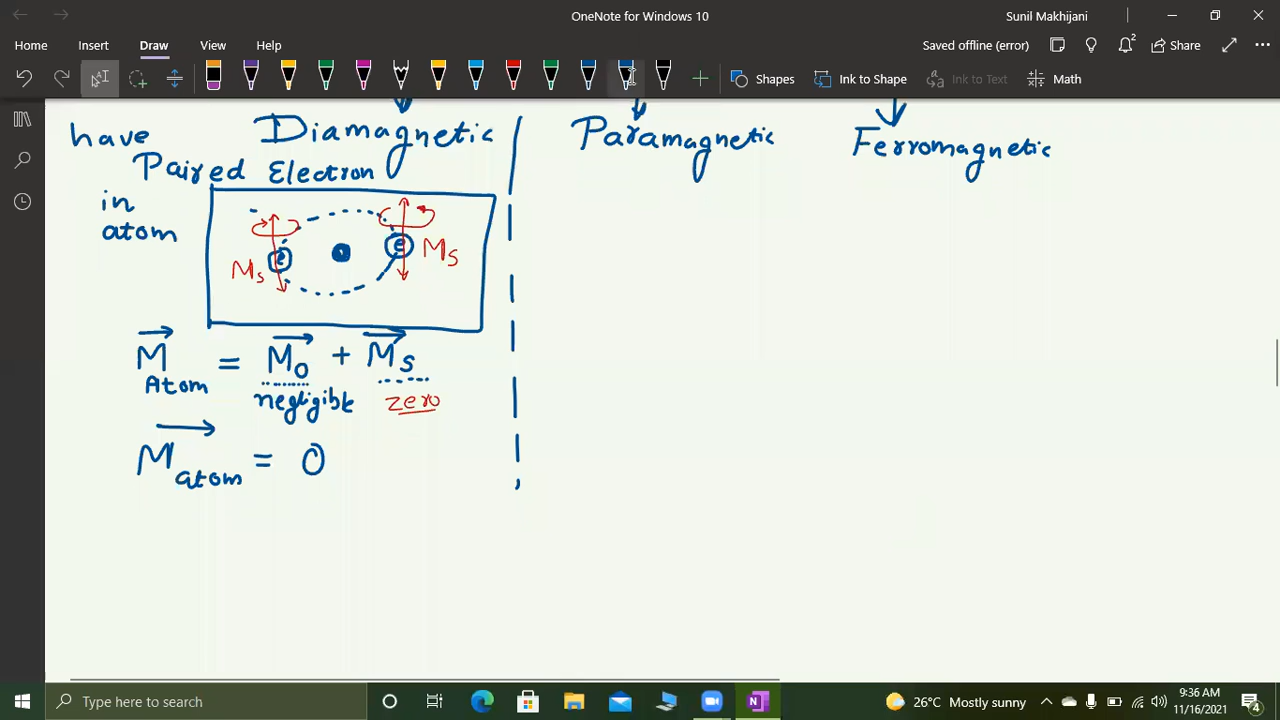 OneNote for Windows 10
Sunil Makhijani
Home Insert Draw View Help
Saved offline (error)
Share
Shapes
Ink to Shape
Ink to Text
Math
have Diamagnetic Paramagnetic Ferromagnetic
Paired Electron
in
atom
e e
Ms Ms
M Atom = Mo + Ms
negligible zero
M atom = 0
Type here to search
26°C Mostly sunny
9:36 AM
11/16/2021
4